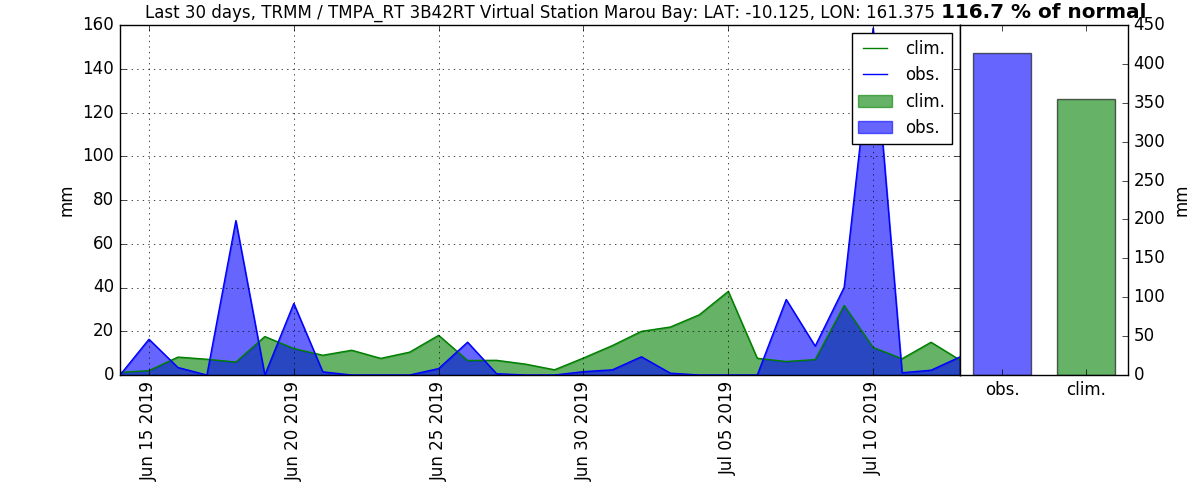 Last 30 days, TRMM / TMPA_RT 3B42RT Virtual Station Marou Bay: LAT: -10.125, LON: 161.375 116.7 % of normal
160
140
120
100
80
60
40
20
0
mm
clim.
obs.
clim.
obs.
Jun 15 2019
Jun 20 2019
Jun 25 2019
Jun 30 2019
Jul 05 2019
Jul 10 2019
450
400
350
300
250
200
150
100
50
0
mm
obs.
clim.